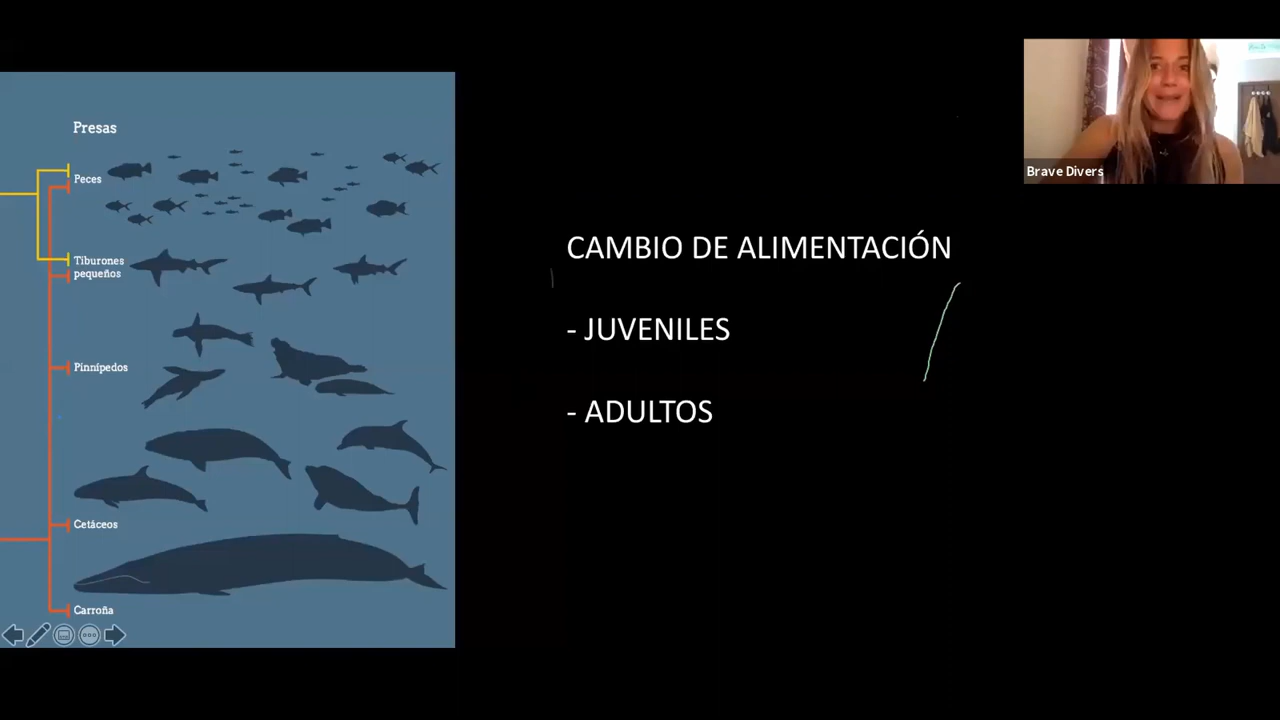 Presas
Peces
Tiburones
pequeños
Pinnípedos
Cetáceos
Carroña
CAMBIO DE ALIMENTACIÓN
- JUVENILES
- ADULTOS
Brave Divers